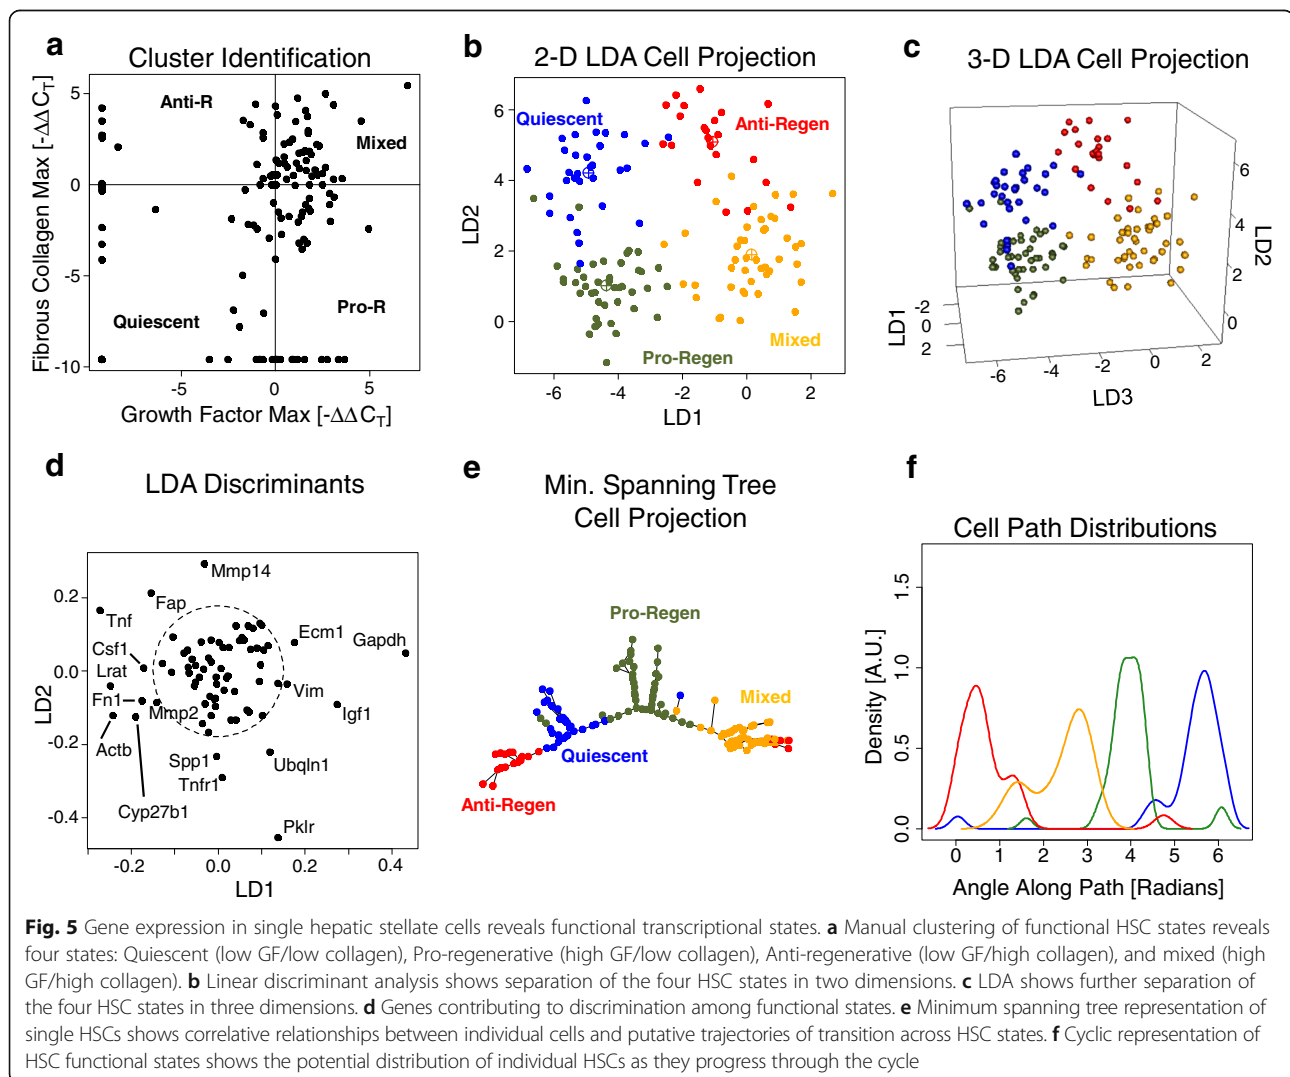 a
Cluster Identification
Fibrous Collagen Max [-ΔΔC_T]
5
0
-5
-10
Anti-R
Mixed
Quiescent
Pro-R
-5
0
5
Growth Factor Max [-ΔΔC_T]
b
2-D LDA Cell Projection
LD2
6
4
2
0
Quiescent
Anti-Regen
Pro-Regen
Mixed
-6
-4
-2
0
2
LD1
c
3-D LDA Cell Projection
LD1
-2
0
2
-6
-4
-2
0
2
LD3
6
4
2
0
LD2
d
LDA Discriminants
LD2
0.2
0.0
-0.2
-0.4
Mmp14
Fap
Tnf
Ecm1
Gapdh
Csf1
Lrat
Vim
Fn1
Mmp2
Igf1
Actb
Spp1
Ubqln1
Tnfr1
Cyp27b1
Pklr
-0.2
0.0
0.2
0.4
LD1
e
Min. Spanning Tree
Cell Projection
Pro-Regen
Mixed
Quiescent
Anti-Regen
f
Cell Path Distributions
Density [A.U.]
1.5
1.0
0.5
0.0
0
1
2
3
4
5
6
Angle Along Path [Radians]
Fig. 5 Gene expression in single hepatic stellate cells reveals functional transcriptional states. a Manual clustering of functional HSC states reveals
four states: Quiescent (low GF/low collagen), Pro-regenerative (high GF/low collagen), Anti-regenerative (low GF/high collagen), and mixed (high
GF/high collagen). b Linear discriminant analysis shows separation of the four HSC states in two dimensions. c LDA shows further separation of
the four HSC states in three dimensions. d Genes contributing to discrimination among functional states. e Minimum spanning tree representation of
single HSCs shows correlative relationships between individual cells and putative trajectories of transition across HSC states. f Cyclic representation of
HSC functional states shows the potential distribution of individual HSCs as they progress through the cycle